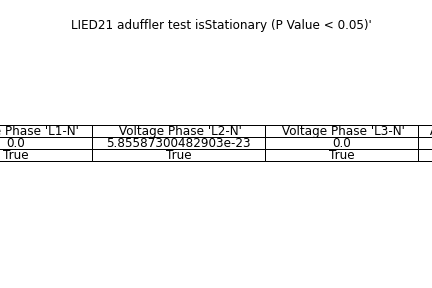 LIED21 aduffler test isStationary (P Value < 0.05)'
Phase 'L1-N' Voltage Phase 'L2-N' Voltage Phase 'L3-N'
0.0 5.85587300482903e-23 0.0
True True True